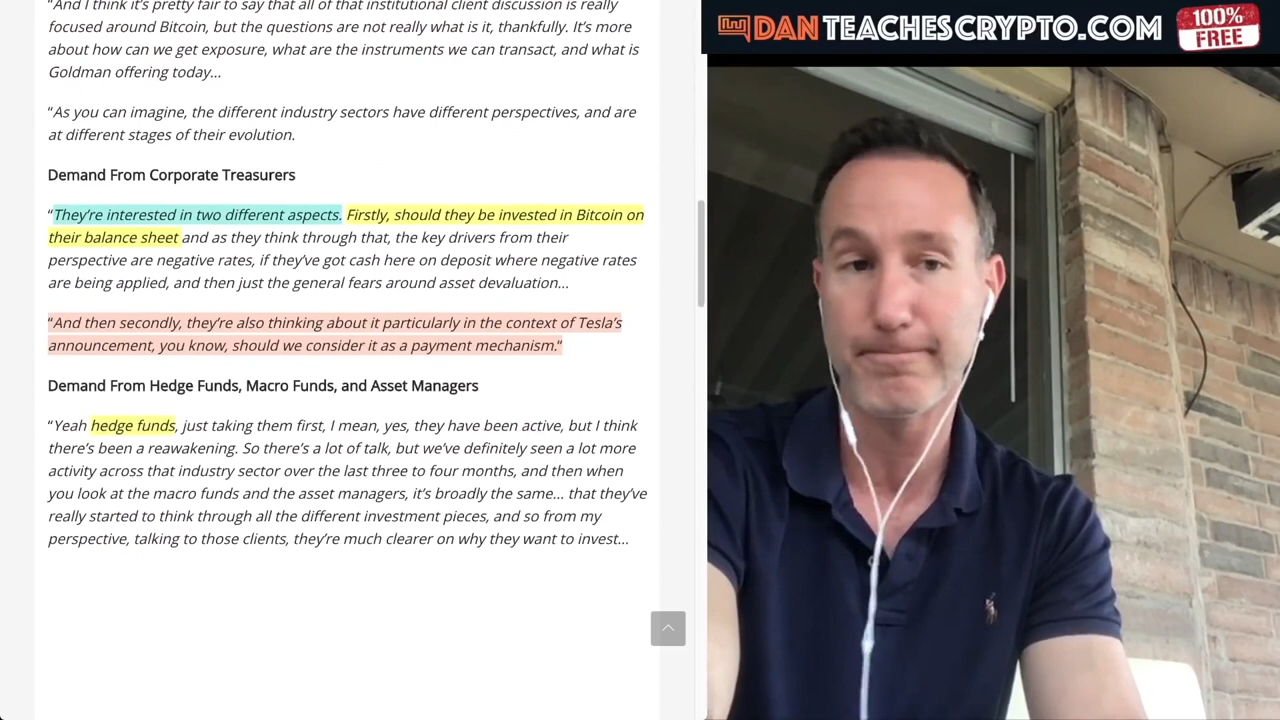 “And I think it’s pretty fair to say that all of that institutional client discussion is really
focused around Bitcoin, but the questions are not really what is it, thankfully. It’s more
about how can we get exposure, what are the instruments we can transact, and what is
Goldman offering today…
“As you can imagine, the different industry sectors have different perspectives, and are
at different stages of their evolution.
Demand From Corporate Treasurers
“They’re interested in two different aspects. Firstly, should they be invested in Bitcoin on
their balance sheet and as they think through that, the key drivers from their
perspective are negative rates, if they’ve got cash here on deposit where negative rates
are being applied, and then just the general fears around asset devaluation…
“And then secondly, they’re also thinking about it particularly in the context of Tesla’s
announcement, you know, should we consider it as a payment mechanism.“
Demand From Hedge Funds, Macro Funds, and Asset Managers
“Yeah hedge funds, just taking them first, I mean, yes, they have been active, but I think
there’s been a reawakening. So there’s a lot of talk, but we’ve definitely seen a lot more
activity across that industry sector over the last three to four months, and then when
you look at the macro funds and the asset managers, it’s broadly the same… that they’ve
really started to think through all the different investment pieces, and so from my
perspective, talking to those clients, they’re much clearer on why they want to invest…
DANTEACHESCRYPTO.COM
100%
FREE